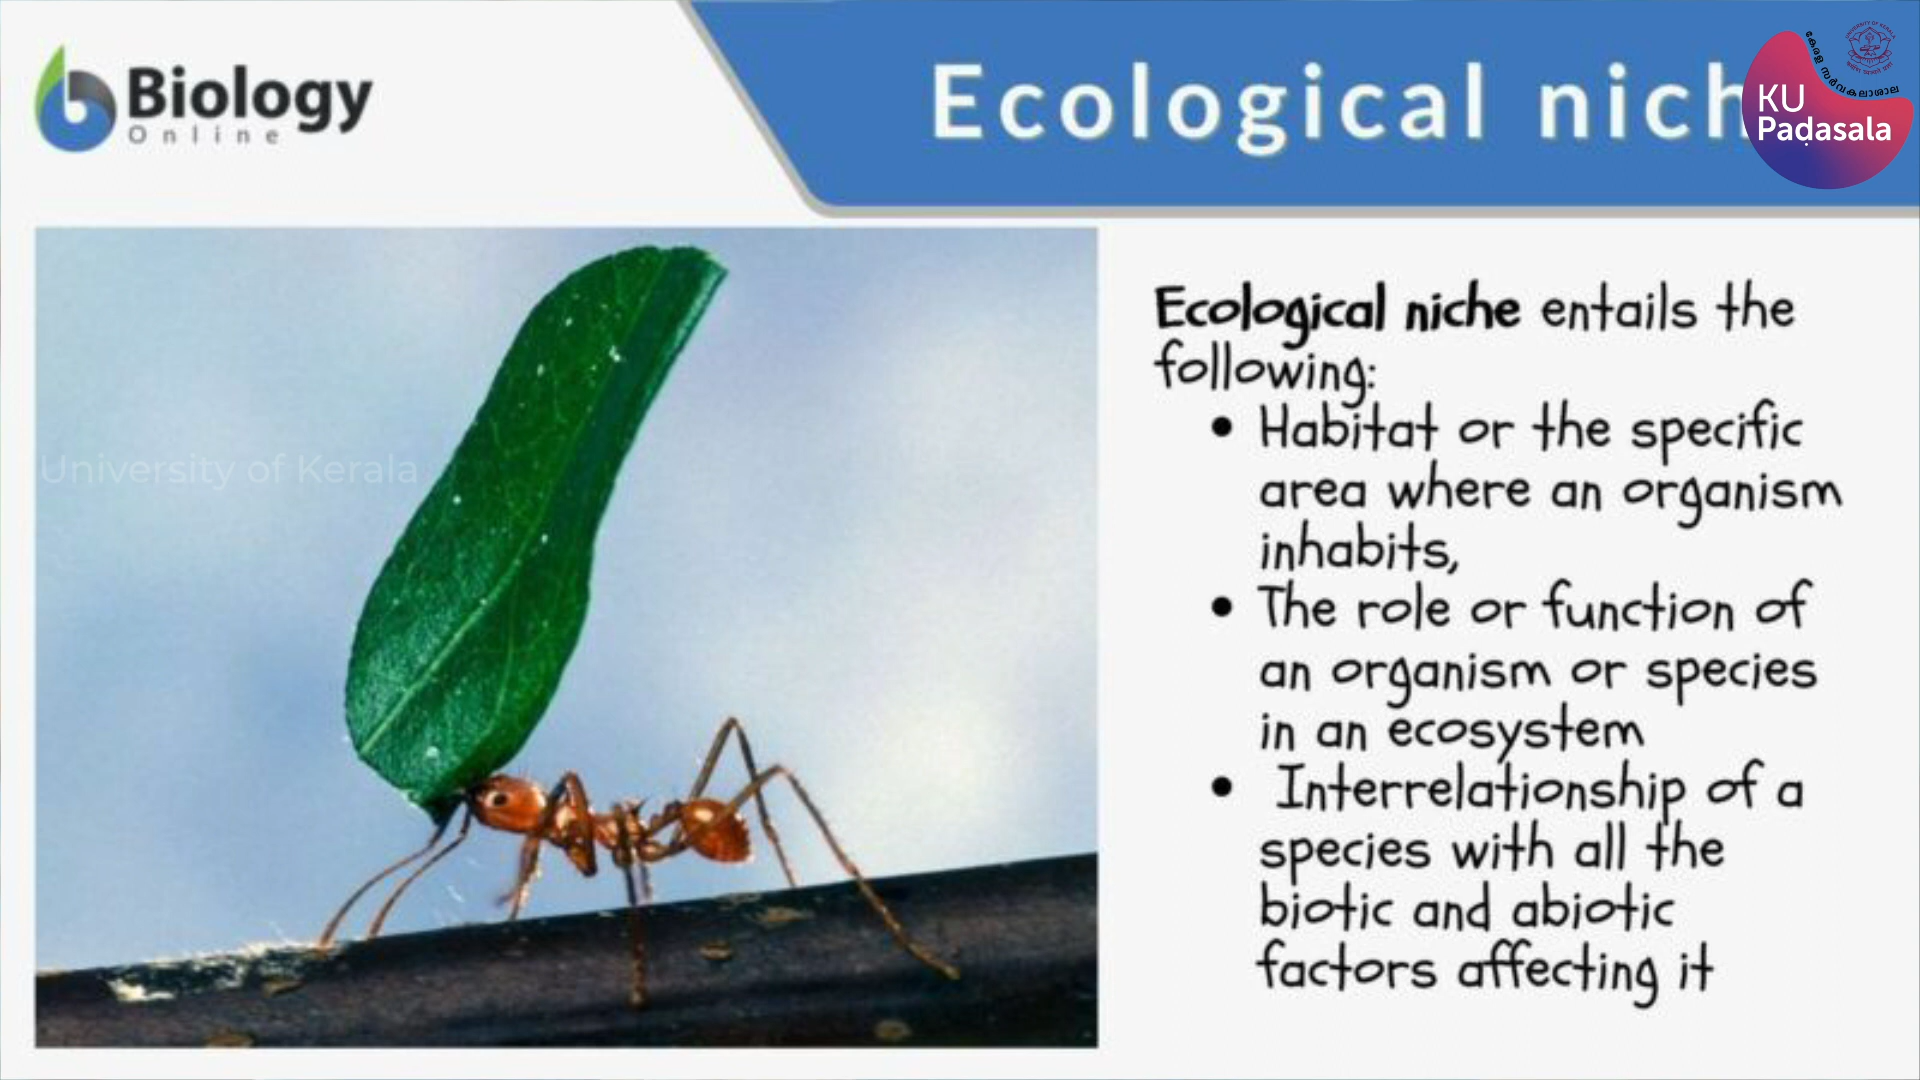 Biology
Online
Ecological nich
കേരള സർവകലാശാല
KU
Padasala
University of Kerala
Ecological niche entails the
following:
• Habitat or the specific
area where an organism
inhabits,
• The role or function of
an organism or species
in an ecosystem
• Interrelationship of a
species with all the
biotic and abiotic
factors affecting it